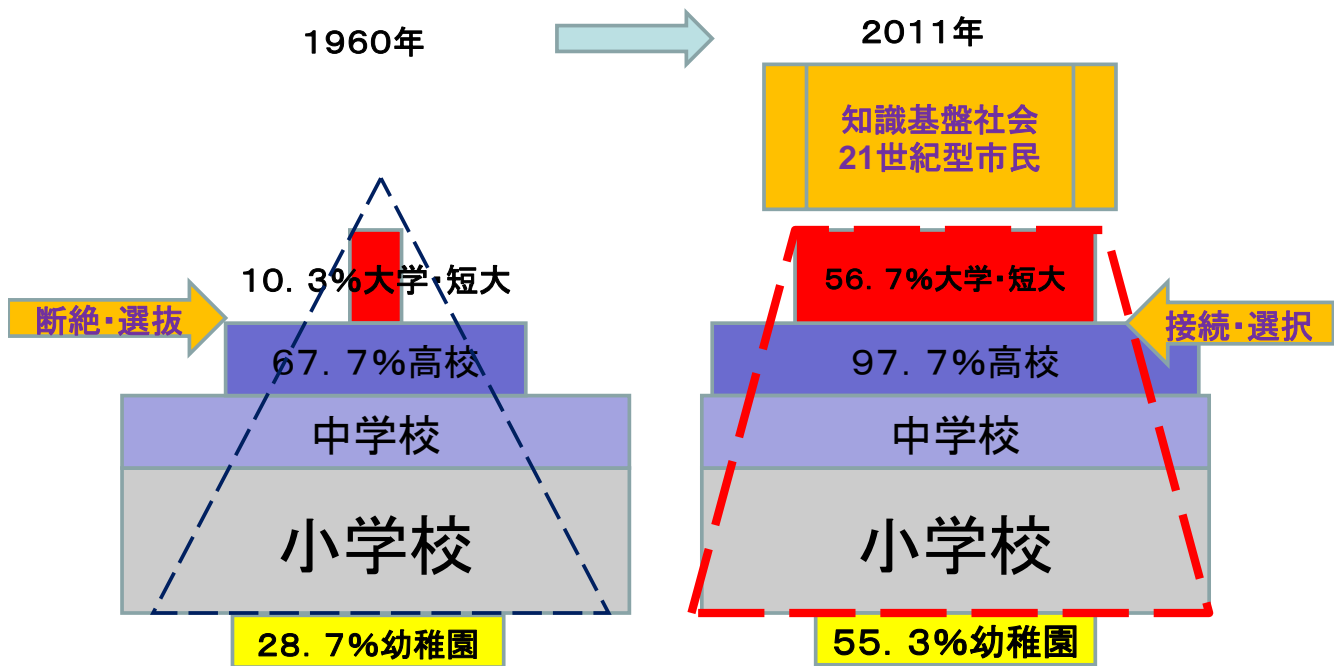 1960年
2011年
知識基盤社会
21世紀型市民
10．3％大学・短大
56．7％大学・短大
断絶・選抜
接続・選択
67．7％高校
97．7％高校
中学校
中学校
小学校
小学校
28．7％幼稚園
55．3％幼稚園